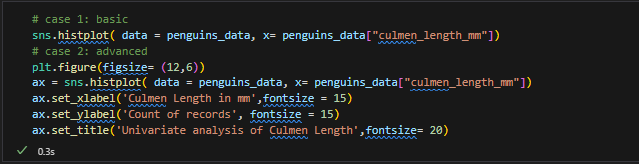 # case 1: basic
sns.histplot( data = penguins_data, x= penguins_data["culmen_length_mm"])
# case 2: advanced
plt.figure(figsize= (12,6))
ax = sns.histplot( data = penguins_data, x= penguins_data["culmen_length_mm"])
ax.set_xlabel('Culmen Length in mm',fontsize = 15)
ax.set_ylabel('Count of records', fontsize = 15)
ax.set_title('Univariate analysis of Culmen Length',fontsize= 20)
✓ 0.3s